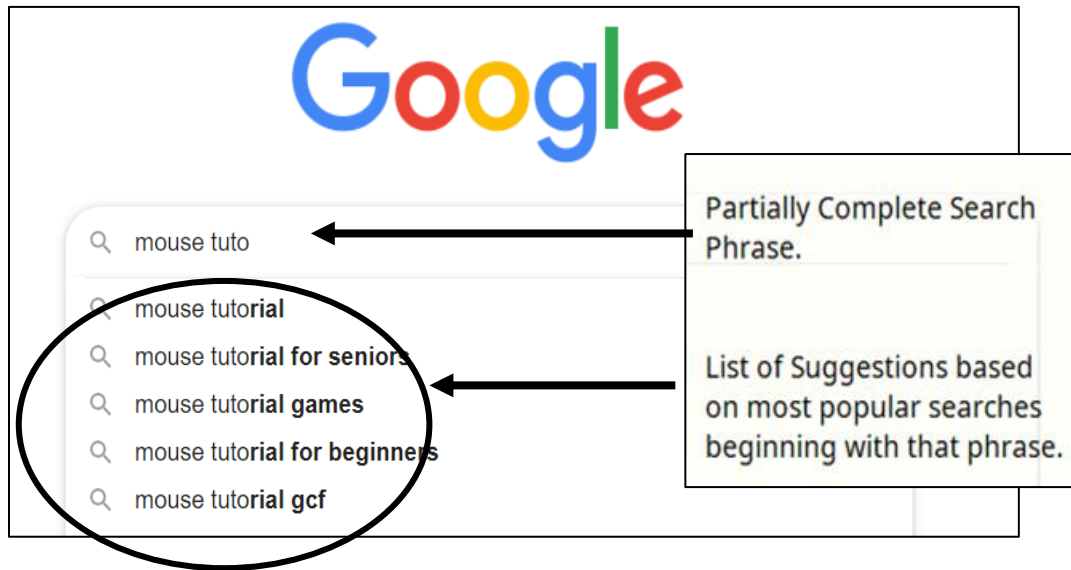 Google
mouse tuto
mouse tutorial
mouse tutorial for seniors
mouse tutorial games
mouse tutorial for beginners
mouse tutorial gcf
Partially Complete Search
Phrase.
List of Suggestions based
on most popular searches
beginning with that phrase.